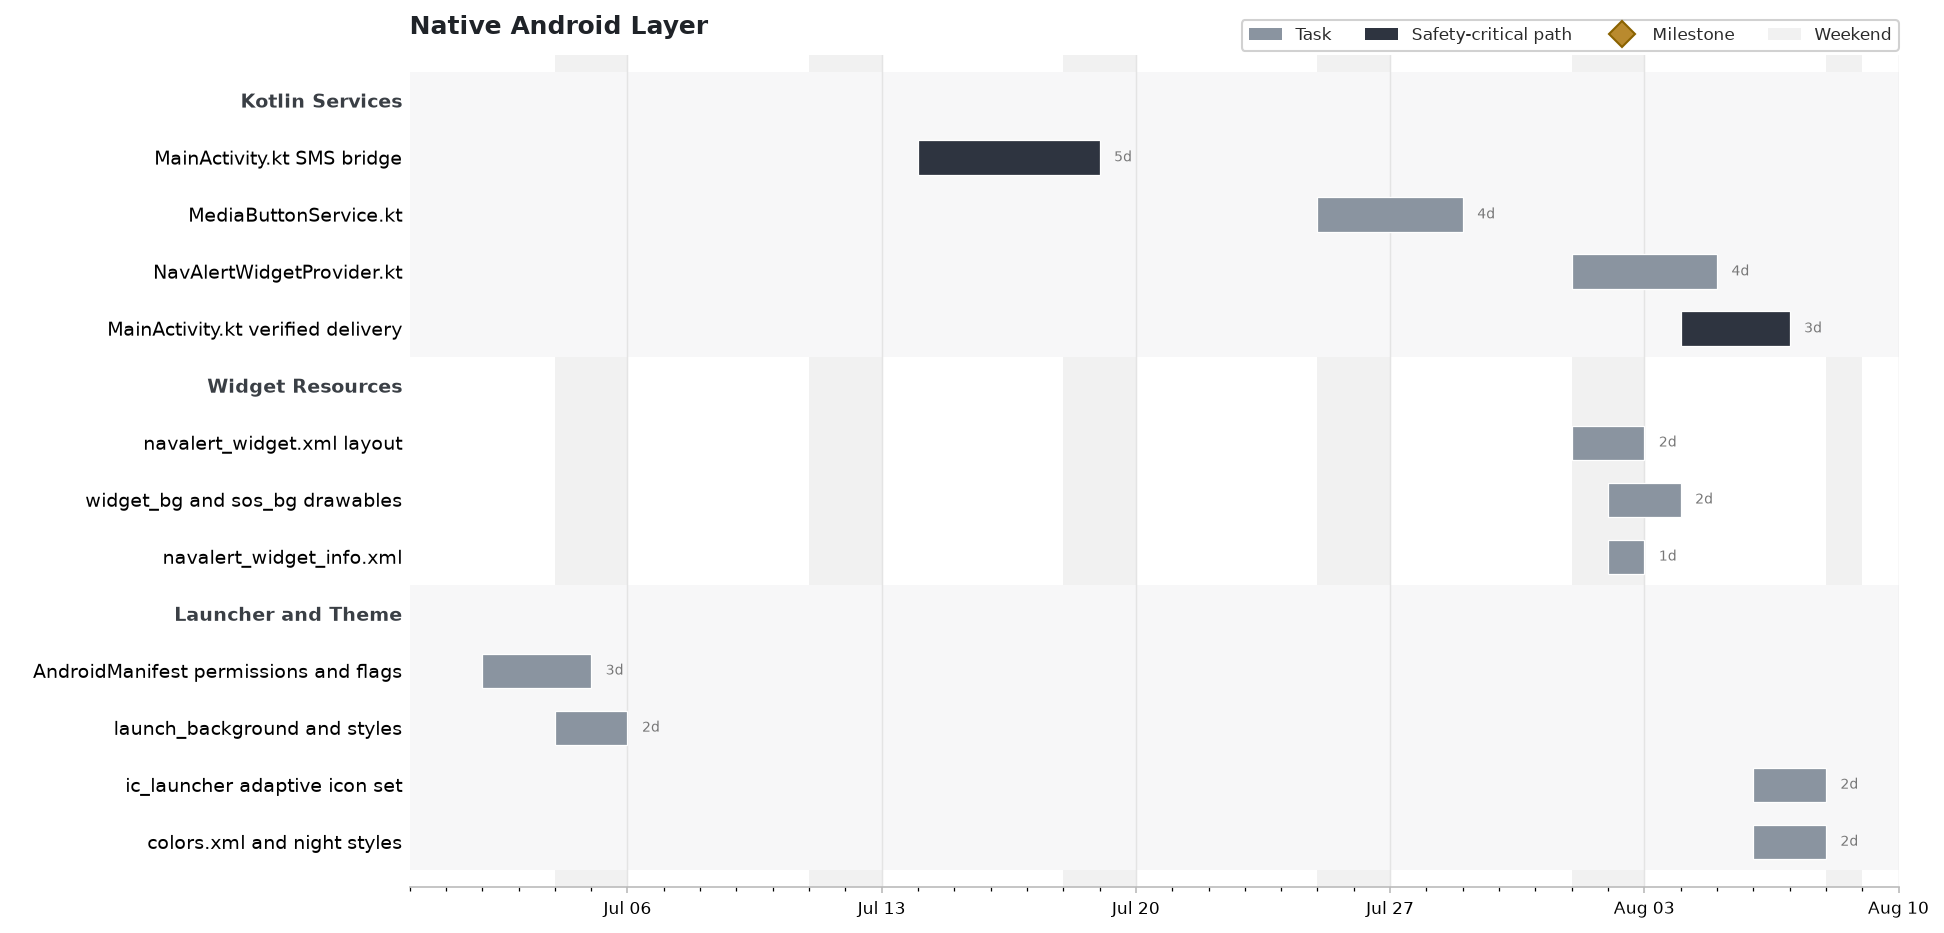 Native Android Layer
Task
Safety-critical path
Milestone
Weekend
Kotlin Services
MainActivity.kt SMS bridge
5d
MediaButtonService.kt
4d
NavAlertWidgetProvider.kt
4d
MainActivity.kt verified delivery
3d
Widget Resources
navalert_widget.xml layout
2d
widget_bg and sos_bg drawables
2d
navalert_widget_info.xml
1d
Launcher and Theme
AndroidManifest permissions and flags
3d
launch_background and styles
2d
ic_launcher adaptive icon set
2d
colors.xml and night styles
2d
Jul 06
Jul 13
Jul 20
Jul 27
Aug 03
Aug 10